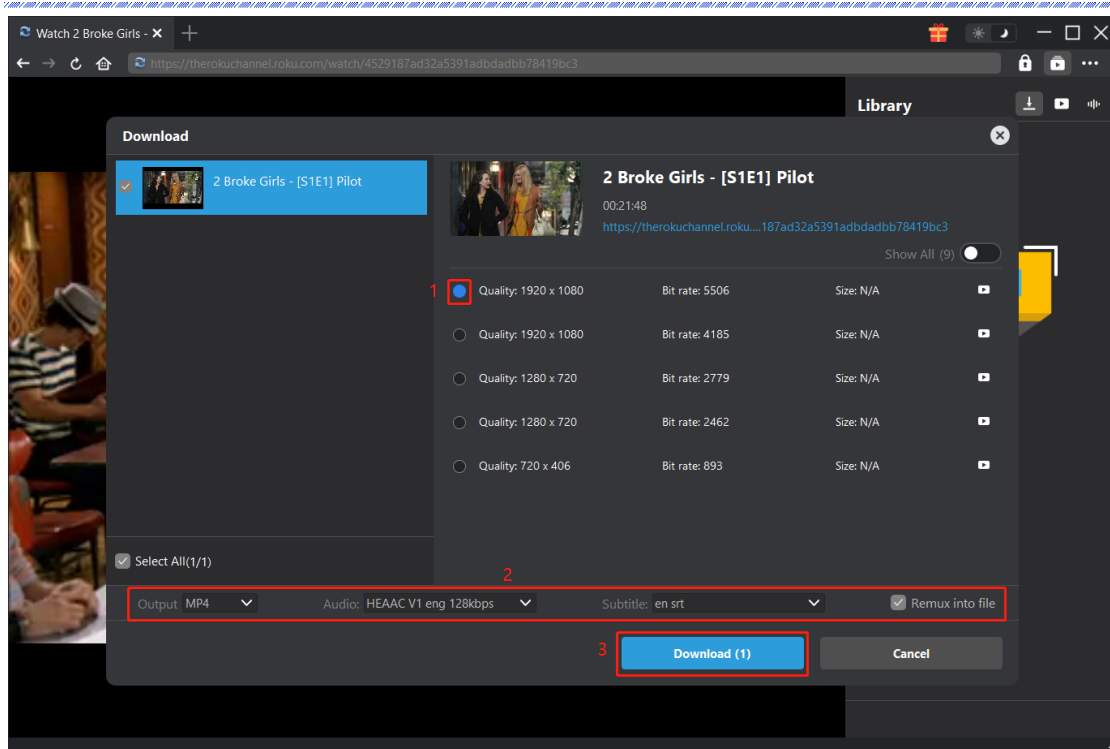 Watch 2 Broke Girls -
https://therokuchannel.roku.com/watch/4529187ad32a5391adbdadbb78419bc3
Library
Download
2 Broke Girls - [S1E1] Pilot
2 Broke Girls - [S1E1] Pilot
00:21:48
https://therokuchannel.roku....187ad32a5391adbdadbb78419bc3
Show All (9)
1 Quality: 1920 x 1080 Bit rate: 5506 Size: N/A
Quality: 1920 x 1080 Bit rate: 4185 Size: N/A
Quality: 1280 x 720 Bit rate: 2779 Size: N/A
Quality: 1280 x 720 Bit rate: 2462 Size: N/A
Quality: 720 x 406 Bit rate: 893 Size: N/A
Select All(1/1)
2
Output MP4 Audio: HEAAC V1 eng 128kbps Subtitle: en srt Remux into file
3 Download (1) Cancel